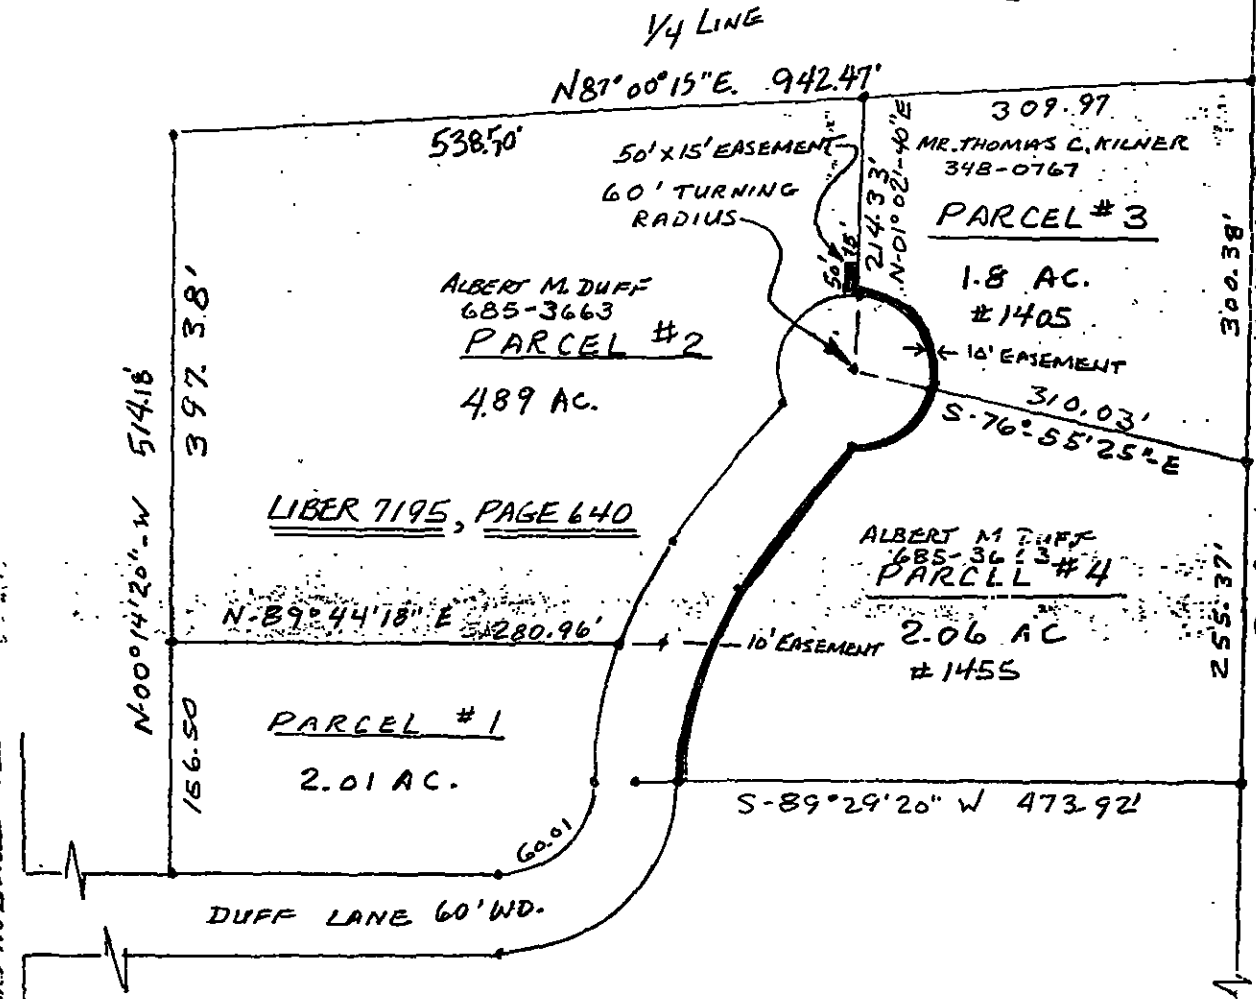 1/4 LINE
N87°00'15"E. 942.47'
538.70'
309.97
50' X 15' EASEMENT
60' TURNING
RADIUS
MR. THOMAS C. KILNER
348-0767
PARCEL #3
1.8 AC.
#1405
N-01°02'-40"E
214.33'
50'
15'
300.38'
ALBERT M. DUFF
685-3663
PARCEL #2
4.89 AC.
10' EASEMENT
310.03'
S-76°-55'25"-E
397.38'
N-00°14'20"-W 514.18'
LIBER 7195, PAGE 640
ALBERT M DUFF
PARCEL #4
2.06 AC
#1455
255.37'
N-89°44'18" E 280.96'
10' EASEMENT
PARCEL #1
2.01 AC.
156.50
S-89°29'20" W 473.92'
60.01
DUFF LANE 60' WD.